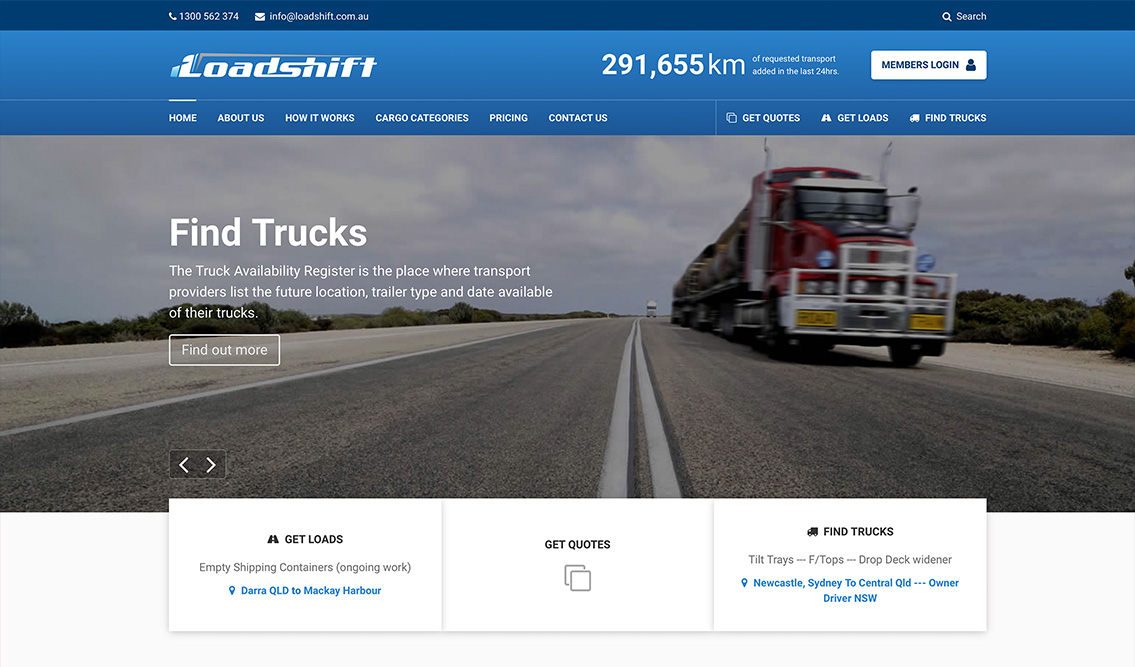 1300 562 374 info@loadshift.com.au Search
Loadshift
291,655 km
of requested transport
added in the last 24hrs.
MEMBERS LOGIN
HOME ABOUT US HOW IT WORKS CARGO CATEGORIES PRICING CONTACT US GET QUOTES GET LOADS FIND TRUCKS
Find Trucks
The Truck Availability Register is the place where transport
providers list the future location, trailer type and date available
of their trucks.
Find out more
GET LOADS
Empty Shipping Containers (ongoing work)
Darra QLD to Mackay Harbour
GET QUOTES
FIND TRUCKS
Tilt Trays --- F/Tops --- Drop Deck widener
Newcastle, Sydney To Central Qld --- Owner
Driver NSW